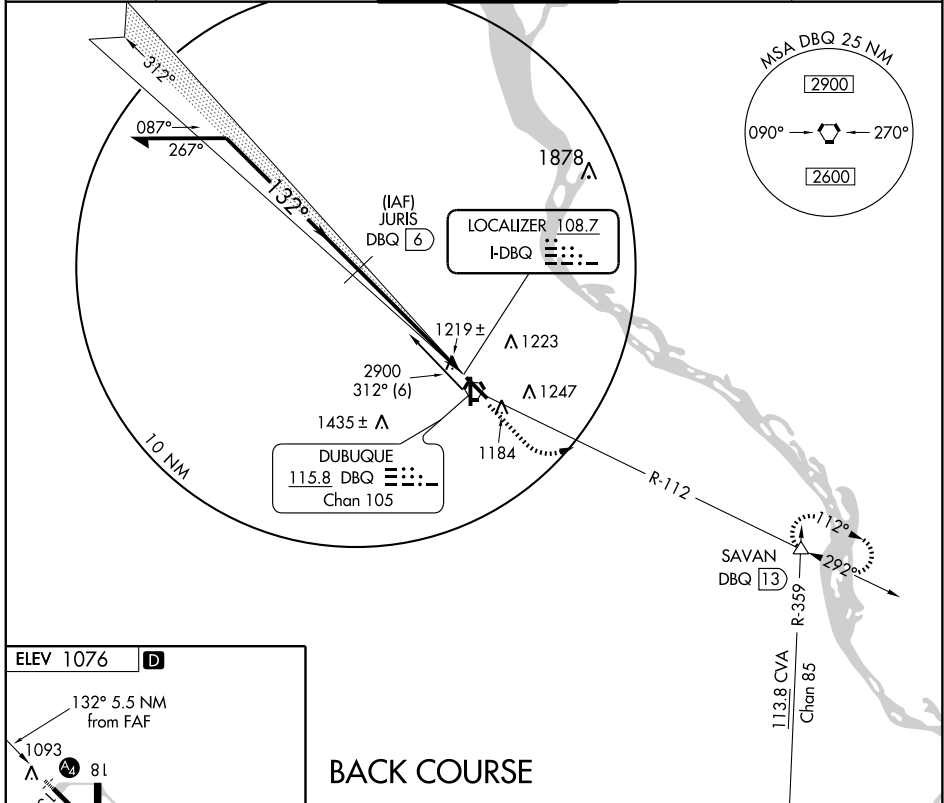 MSA DBQ 25 NM
2900
090° 270°
2600
312°
087°
267°
132°
(IAF)
JURIS
DBQ 6
1878
LOCALIZER 108.7
I-DBQ
1219 ±
1223
2900
312° (6)
1247
1435 ±
1184
10 NM
DUBUQUE
115.8 DBQ
Chan 105
R-112
112°
292°
SAVAN
DBQ 13
R-359
113.8 CVA
Chan 85
ELEV 1076 D
132° 5.5 NM
from FAF
1093
A4
18
BACK COURSE